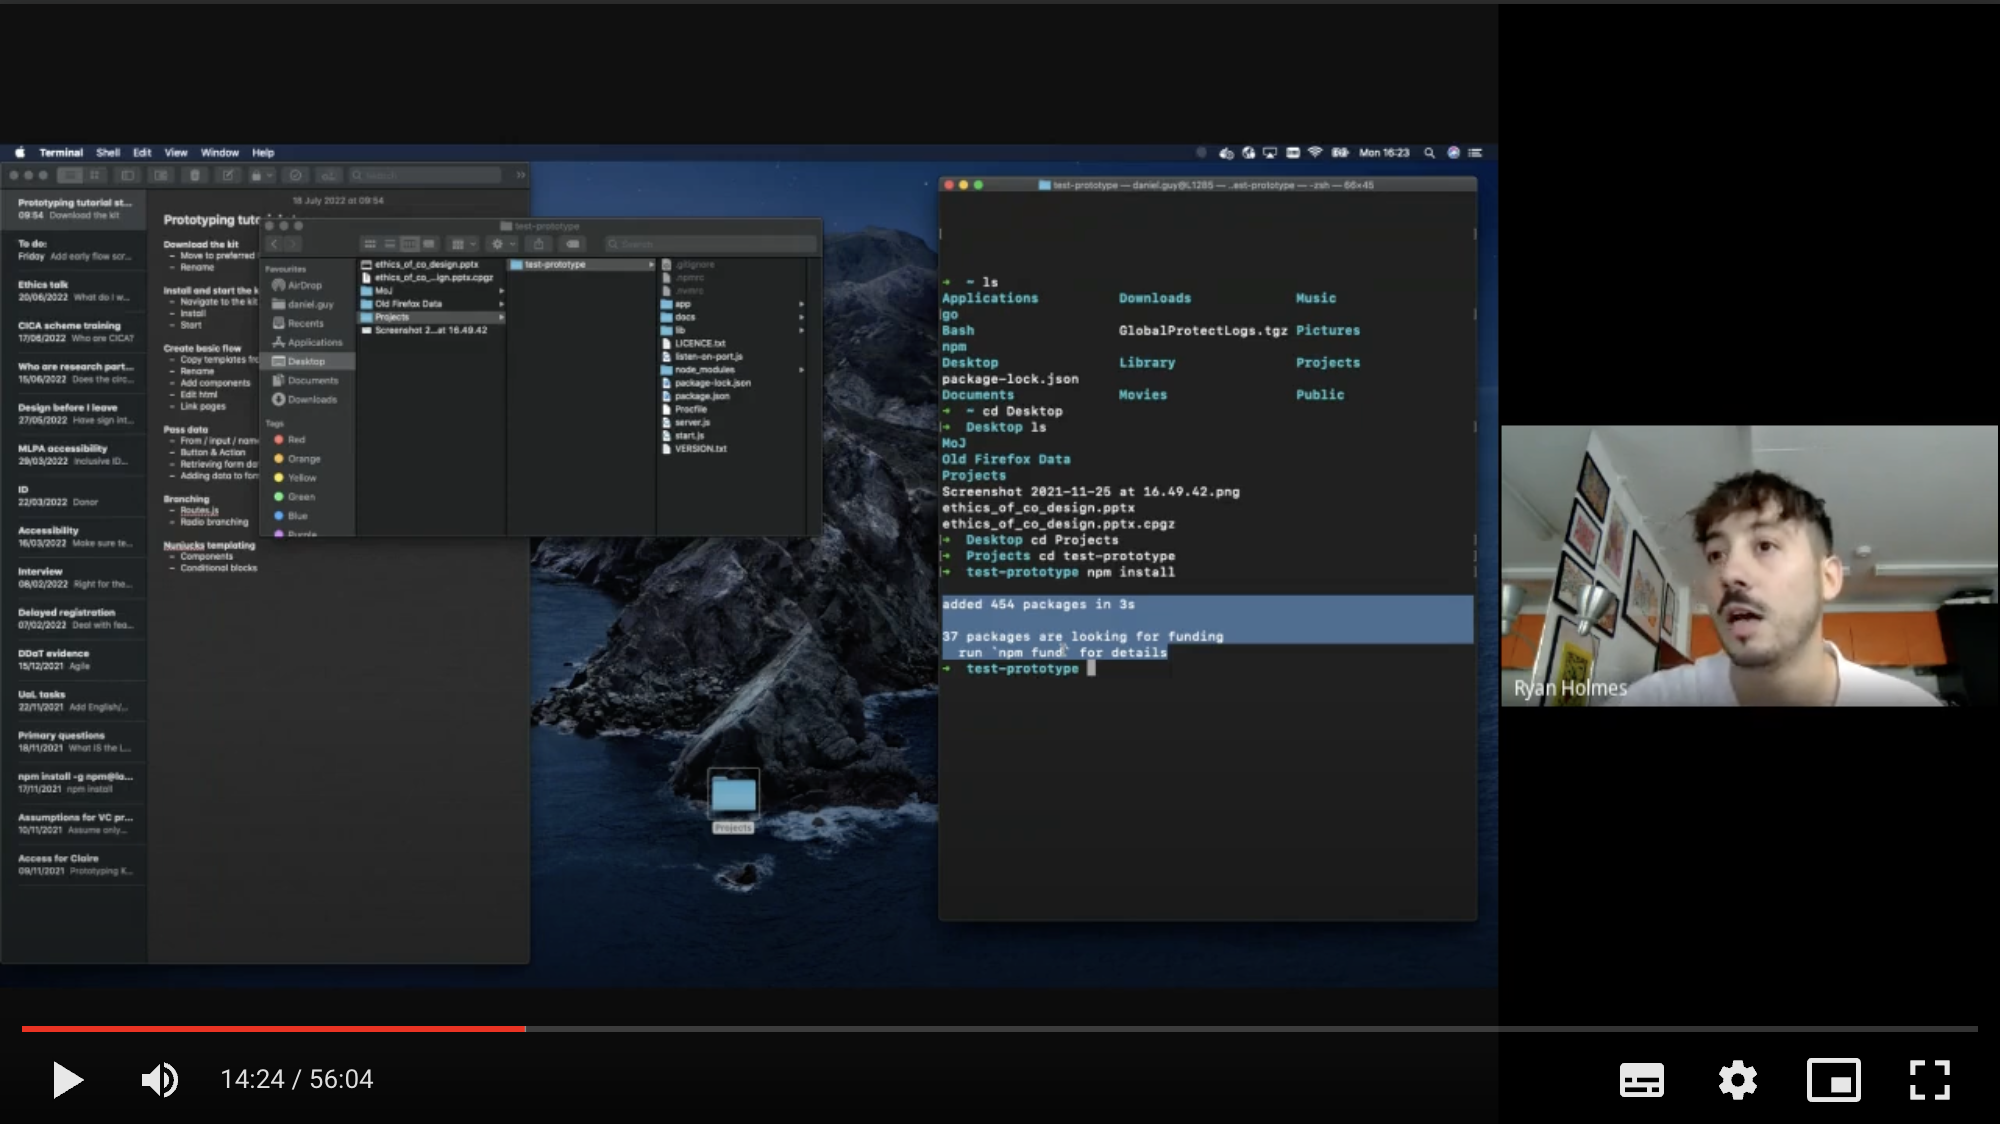 Terminal Shell Edit View Window Help
Mon 16:23
Search
Prototyping tutorial st...
09:54 Download the kit
To do:
Friday Add early flow scr...
Ethics talk
20/06/2022 What do I w...
CICA scheme training
17/06/2022 Who are CICA?
Who are research part...
15/06/2022 Does the circ...
Design before I leave
27/05/2022 Have sign int...
MLPA accessibility
29/03/2022 Inclusive ID...
ID
22/03/2022 Donor
Accessibility
16/03/2022 Make sure te...
Interview
08/02/2022 Right for the...
Delayed registration
07/02/2022 Deal with fea...
DDaT evidence
15/12/2021 Agile
UaL tasks
22/11/2021 Add English/...
Primary questions
18/11/2021 What IS the L...
npm install -g npm@la...
17/11/2021 npm install
Assumptions for VC pr...
10/11/2021 Assume only...
Access for Claire
09/11/2021 Prototyping K...
18 July 2022 at 09:54
Prototyping tuto
Download the kit
– Move to preferred
– Rename
Install and start the k
– Navigate to the kit
– Install
– Start
Create basic flow
– Copy templates fr
– Rename
– Add components
– Edit html
– Link pages
Pass data
– From / input / nam
– Button & Action
– Retrieving form da
– Adding data to for
Branching
– Routes.js
– Radio branching
Nunjucks templating
– Components
– Conditional blocks
test-prototype
Search
Favourites
AirDrop
daniel.guy
Recents
Applications
Desktop
Documents
Downloads
Tags
Red
Orange
Yellow
Green
Blue
Purple
ethics_of_co_design.pptx
ethics_of_co_...ign.pptx.cpgz
MoJ
Old Firefox Data
Projects
Screenshot 2...at 16.49.42
test-prototype
.gitignore
.npmrc
.nvmrc
app
docs
lib
LICENCE.txt
listen-on-port.js
node_modules
package-lock.json
package.json
Procfile
server.js
start.js
VERSION.txt
Projects
test-prototype — daniel.guy@L1285 — ..est-prototype — -zsh — 66×45
➜ ~ ls
Applications Downloads Music
go
Bash GlobalProtectLogs.tgz Pictures
npm
Desktop Library Projects
package-lock.json
Documents Movies Public
➜ ~ cd Desktop
➜ Desktop ls
MoJ
Old Firefox Data
Projects
Screenshot 2021-11-25 at 16.49.42.png
ethics_of_co_design.pptx
ethics_of_co_design.pptx.cpgz
➜ Desktop cd Projects
➜ Projects cd test-prototype
➜ test-prototype npm install
added 454 packages in 3s
37 packages are looking for funding
run `npm fund` for details
➜ test-prototype
Ryan Holmes
14:24 / 56:04